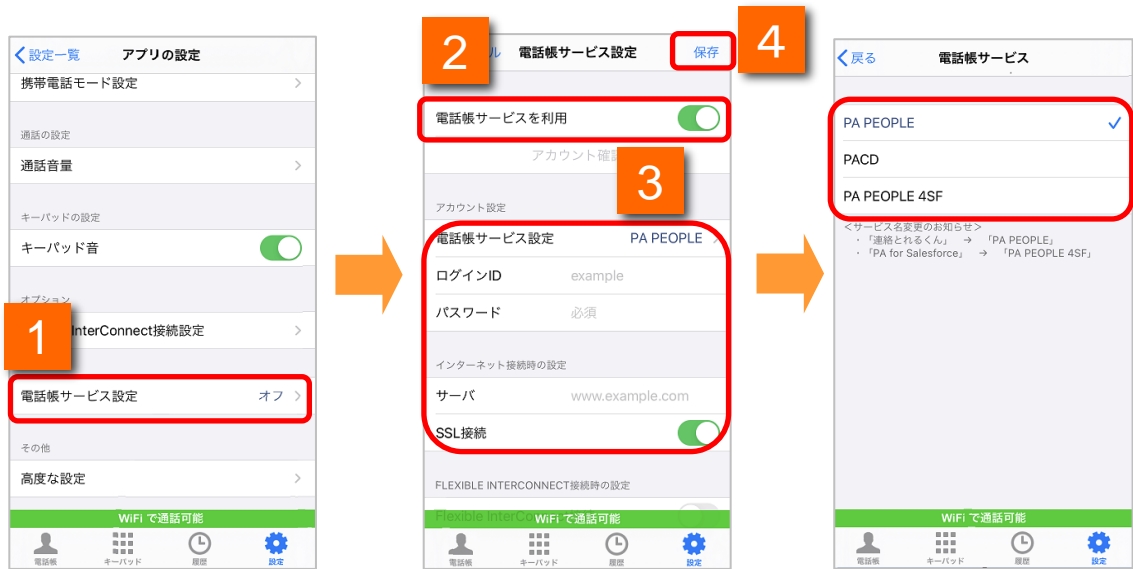 設定一覧 アプリの設定
携帯電話モード設定
通話の設定
通話音量
キーパッドの設定
キーパッド音
オプション
1
InterConnect接続設定
電話帳サービス設定 オフ
その他
高度な設定
WiFi で通話可能
電話帳 キーパッド 履歴 設定
2
ル 電話帳サービス設定 保存
4
電話帳サービスを利用
アカウント確認
3
アカウント設定
電話帳サービス設定 PA PEOPLE
ログインID example
パスワード 必須
インターネット接続時の設定
サーバ www.example.com
SSL接続
FLEXIBLE INTERCONNECT接続時の設定
Flexible InterCo
WiFi で通話可能
電話帳 キーパッド 履歴 設定
戻る 電話帳サービス
PA PEOPLE
PACD
PA PEOPLE 4SF
＜サービス名変更のお知らせ＞
・「連絡とれるくん」 → 「PA PEOPLE」
・「PA for Salesforce」 → 「PA PEOPLE 4SF」
WiFi で通話可能
電話帳 キーパッド 履歴 設定